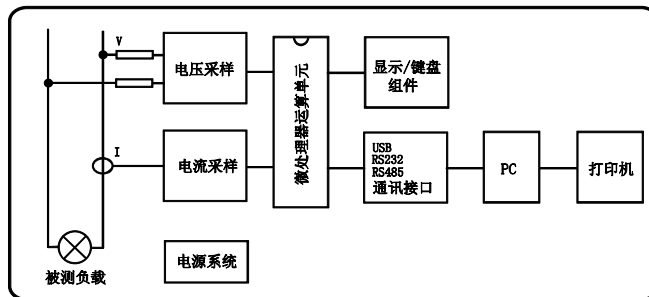 V
电压采样
I
电流采样
微处理器运算单元
显示/键盘
组件
USB
RS232
RS485
通讯接口
PC
打印机
被测负载
电源系统